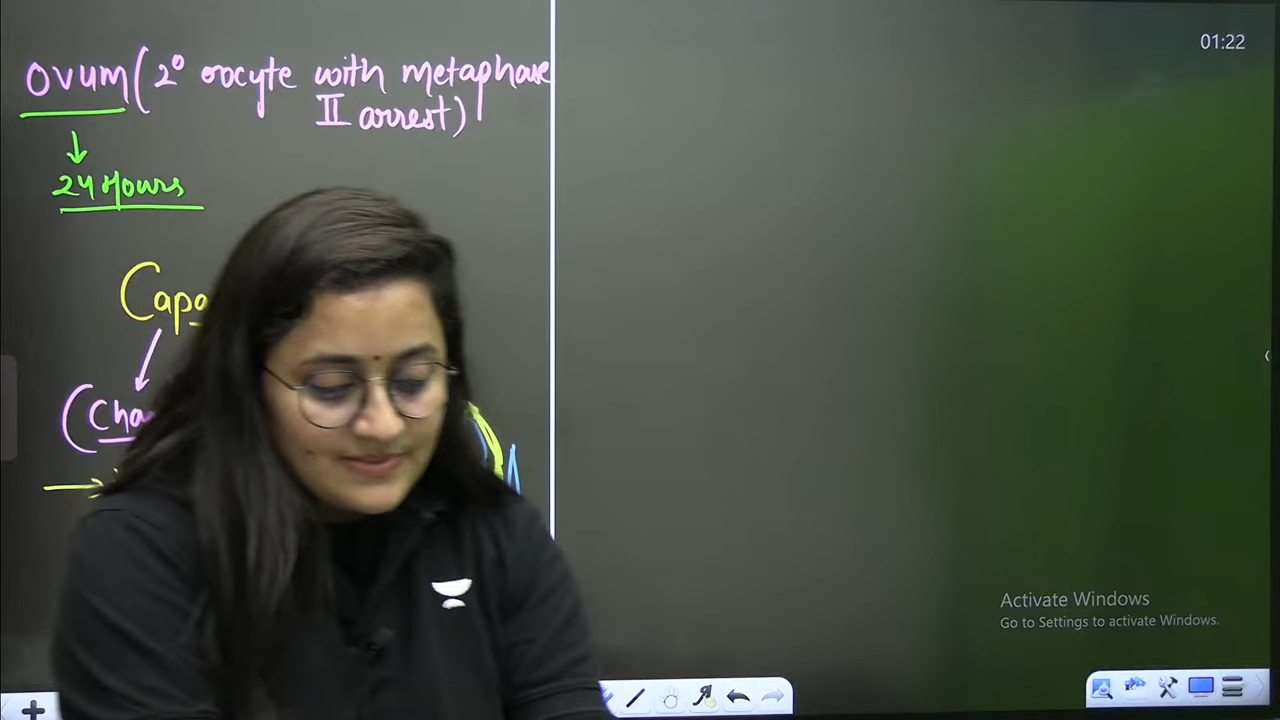 01:22
Ovum (2° oocyte with metaphase
II arrest)
24 Hours
Activate Windows
Go to Settings to activate Windows.